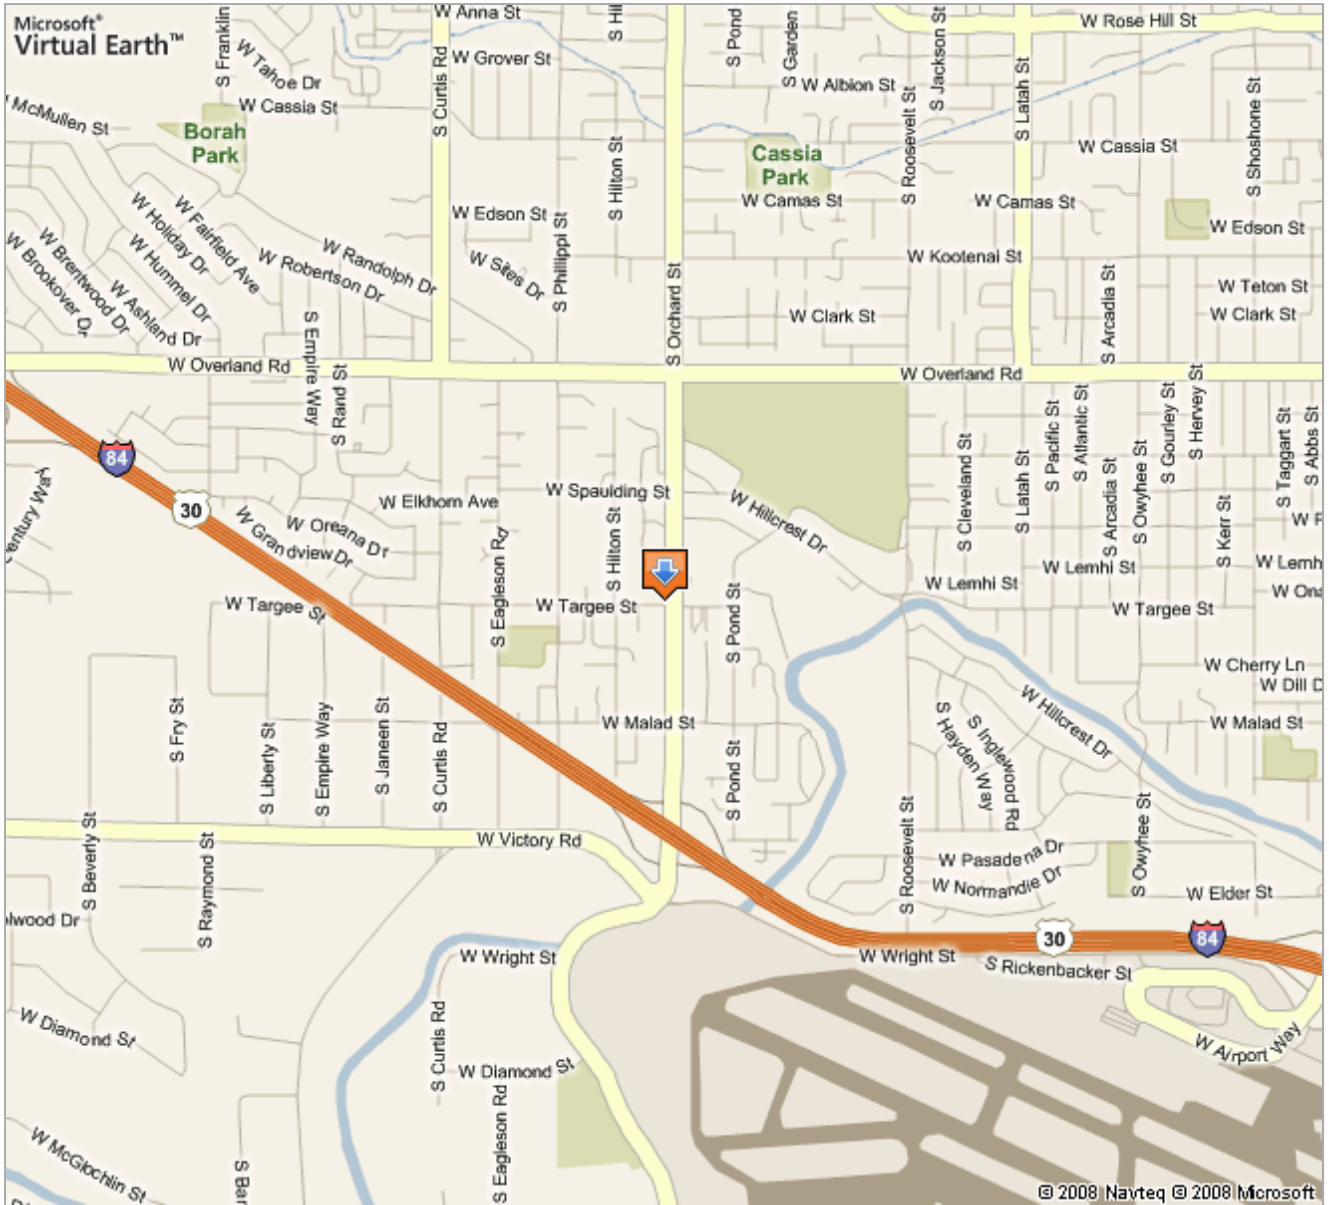 Microsoft®
Virtual Earth™
S Franklin
W Tahoe Dr
W Cassia St
McMullen St
Borah
Park
S Curtis Rd
W Anna St
W Grover St
S Hil
S Pond
S Garden
W Albion St
S Jackson St
W Rose Hill St
S Latah St
S Roosevelt St
W Cassia St
S Shoshone St
Cassia
Park
W Camas St
W Camas St
W Edson St
W Edson St
S Hilton St
S Phillippi St
W Holiday Dr
W Fairfield Ave
W Randolph Dr
W Robertson Dr
W Hummel Dr
W Brentwood Dr
W Brookover Dr
W Ashland Dr
W Sites Dr
W Kootenai St
W Teton St
W Clark St
W Clark St
S Orchard St
S Arcadia St
S Empire Way
S Rand St
W Overland Rd
W Overland Rd
84
30
W Elkhorn Ave
W Oreana Dr
W Grandview Dr
W Spaulding St
W Hillcrest Dr
S Hilton St
S Eagleson Rd
S Cleveland St
S Latah St
S Pacific St
S Atlantic St
S Arcadia St
S Owyhee St
S Gourley St
S Hervey St
S Kerr St
S Taggart St
S Abbs St
W Lemhi St
W Lemhi St
W Lemh
W Targee St
W Targee St
W Targee St
S Pond St
W Cherry Ln
W Dill D
W Hillcrest Dr
W Malad St
W Malad St
S Fry St
S Liberty St
S Empire Way
S Janeen St
S Curtis Rd
S Pond St
S Hayden Way
S Inglewood Rd
W Victory Rd
S Beverly St
S Raymond St
S Roosevelt St
W Pasadena Dr
W Normandie Dr
S Owyhee St
W Elder St
lwood Dr
W Wright St
W Wright St
30
84
S Rickenbacker St
W Airport Way
W Diamond St
W Diamond St
S Curtis Rd
S Eagleson Rd
W McGlochlin St
S Bar
© 2008 Navteq © 2008 Microsoft